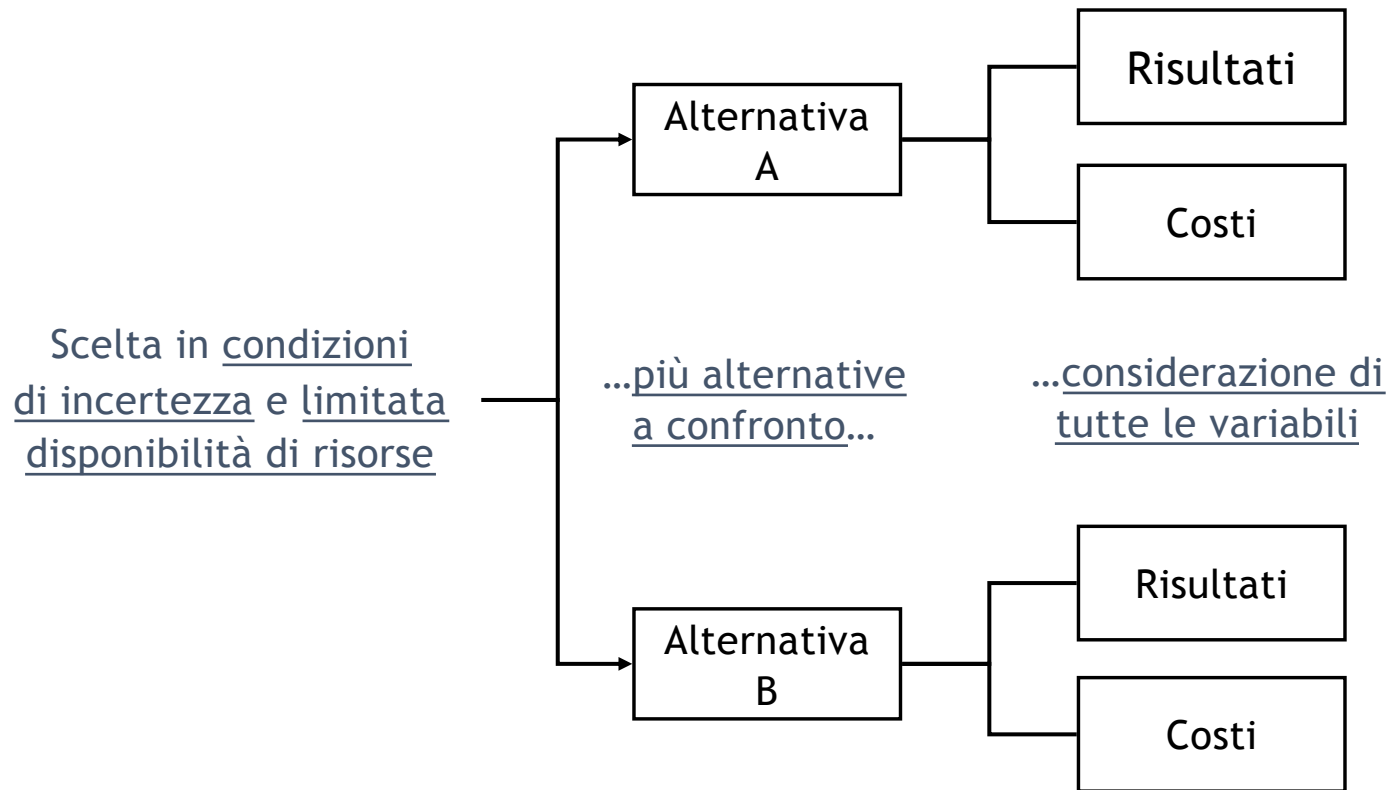 Risultati
Alternativa
A
Costi
Scelta in condizioni
di incertezza e limitata
disponibilità di risorse
…più alternative
a confronto…
…considerazione di
tutte le variabili
Risultati
Alternativa
B
Costi